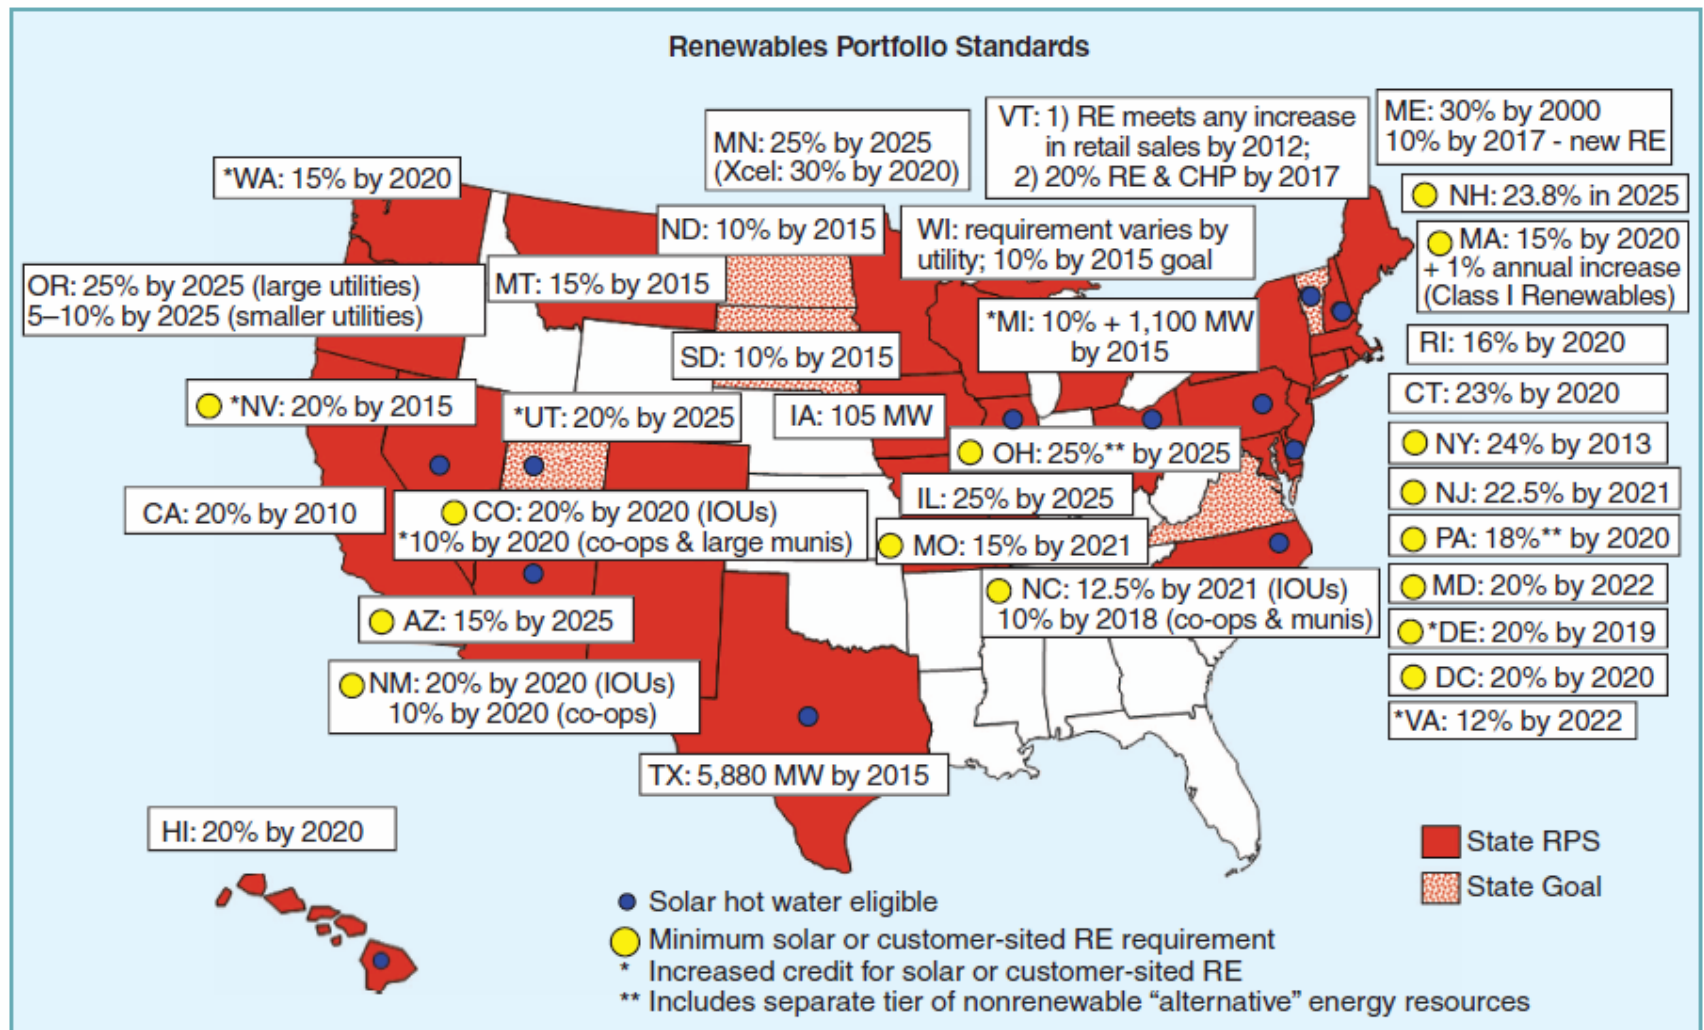 Renewables Portfollo Standards
MN: 25% by 2025
(Xcel: 30% by 2020)
VT: 1) RE meets any increase
in retail sales by 2012;
2) 20% RE & CHP by 2017
ME: 30% by 2000
10% by 2017 - new RE
*WA: 15% by 2020
NH: 23.8% in 2025
ND: 10% by 2015
WI: requirement varies by
utility; 10% by 2015 goal
MA: 15% by 2020
+ 1% annual increase
(Class I Renewables)
OR: 25% by 2025 (large utilities)
5–10% by 2025 (smaller utilities)
MT: 15% by 2015
*MI: 10% + 1,100 MW
by 2015
SD: 10% by 2015
RI: 16% by 2020
*NV: 20% by 2015
*UT: 20% by 2025
IA: 105 MW
CT: 23% by 2020
OH: 25%** by 2025
NY: 24% by 2013
CA: 20% by 2010
CO: 20% by 2020 (IOUs)
*10% by 2020 (co-ops & large munis)
IL: 25% by 2025
NJ: 22.5% by 2021
MO: 15% by 2021
PA: 18%** by 2020
NC: 12.5% by 2021 (IOUs)
10% by 2018 (co-ops & munis)
MD: 20% by 2022
AZ: 15% by 2025
*DE: 20% by 2019
NM: 20% by 2020 (IOUs)
10% by 2020 (co-ops)
DC: 20% by 2020
*VA: 12% by 2022
TX: 5,880 MW by 2015
HI: 20% by 2020
State RPS
State Goal
Solar hot water eligible
Minimum solar or customer-sited RE requirement
* Increased credit for solar or customer-sited RE
** Includes separate tier of nonrenewable “alternative” energy resources